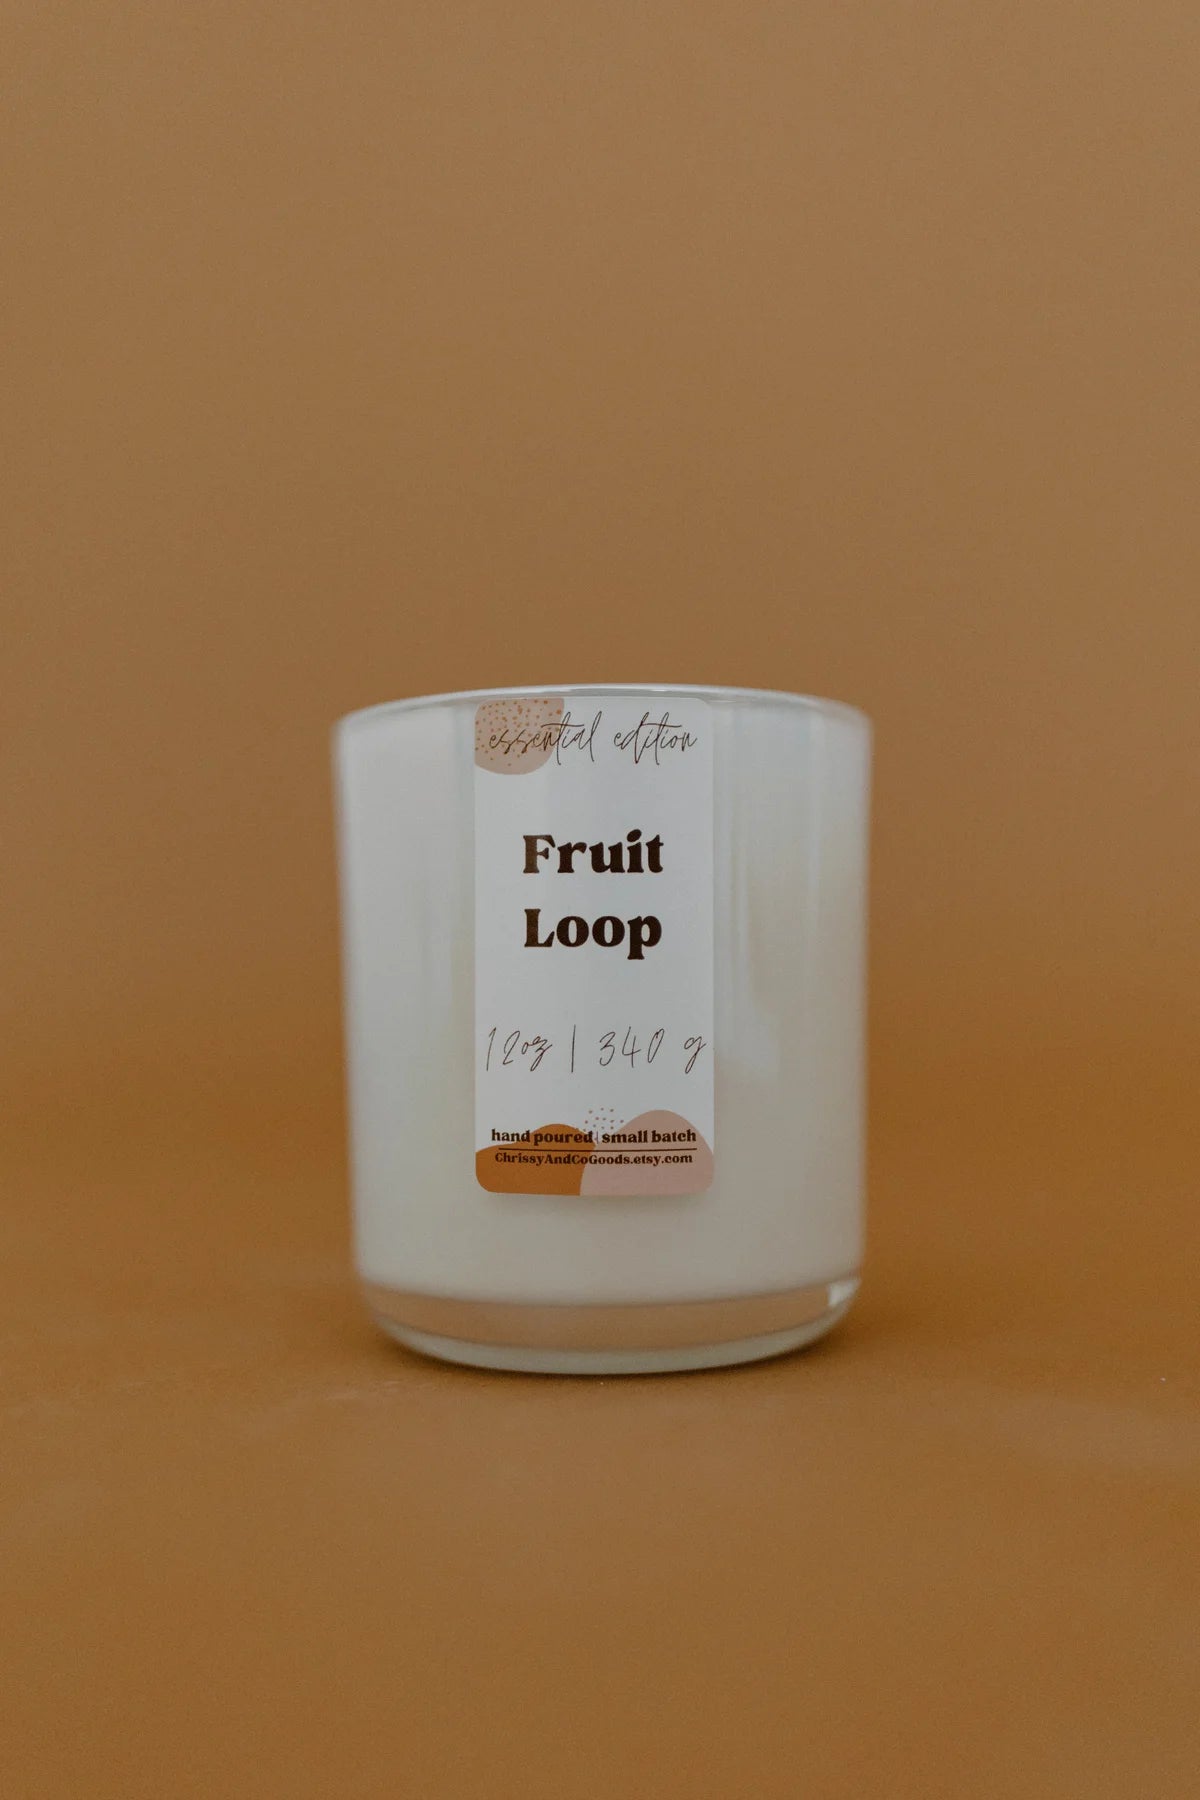 essential edition
Fruit
Loop
12oz | 340 g
hand poured | small batch
ChrissyAndCoGoods.etsy.com